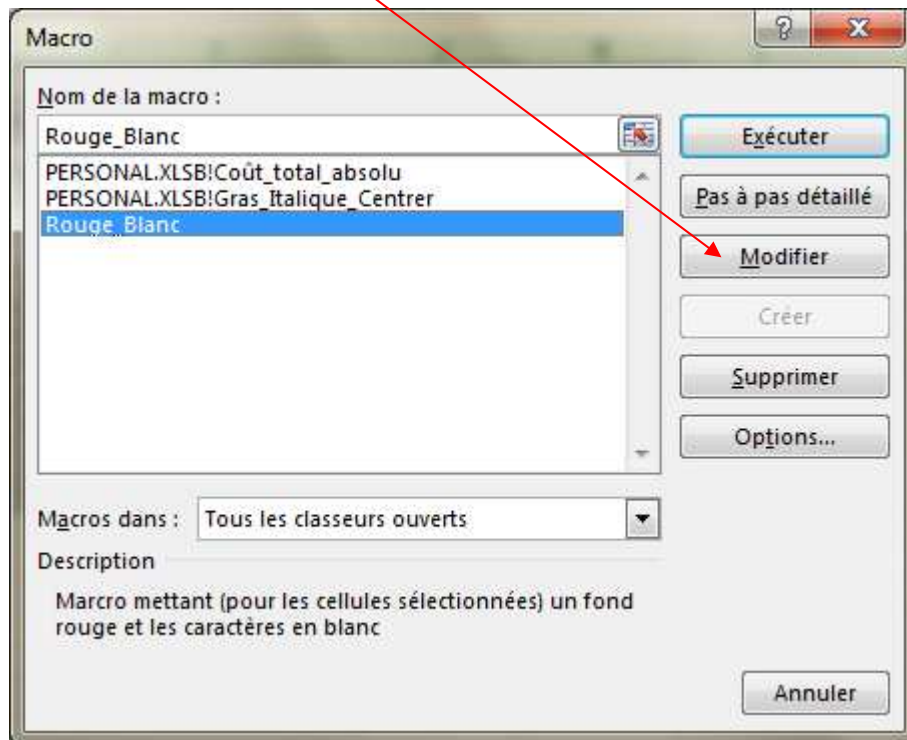 Macro
Nom de la macro :
Rouge_Blanc
PERSONAL.XLSB!Coût_total_absolu
PERSONAL.XLSB!Gras_Italique_Centrer
Rouge_Blanc
Exécuter
Pas à pas détaillé
Modifier
Créer
Supprimer
Options...
Macros dans : Tous les classeurs ouverts
Description
Marcro mettant (pour les cellules sélectionnées) un fond
rouge et les caractères en blanc
Annuler